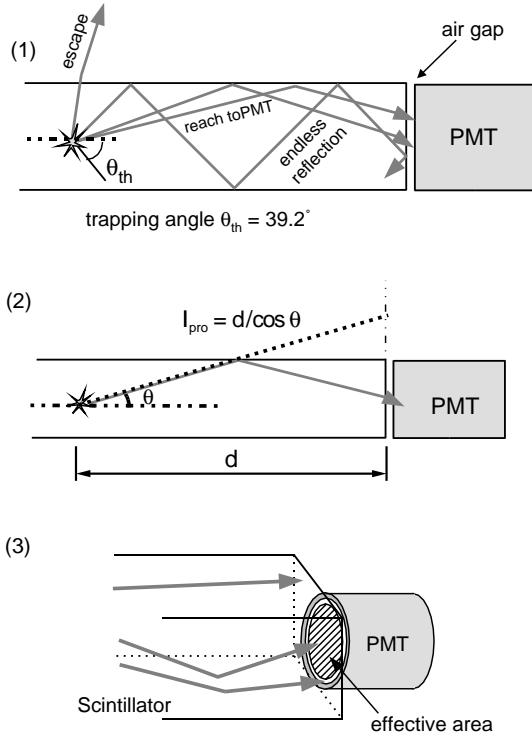 (1)
escape
air gap
reach toPMT
endless
reflection
θth
PMT
trapping angle θth = 39.2°
(2)
lpro = d/cos θ
θ
PMT
d
(3)
PMT
Scintillator
effective area